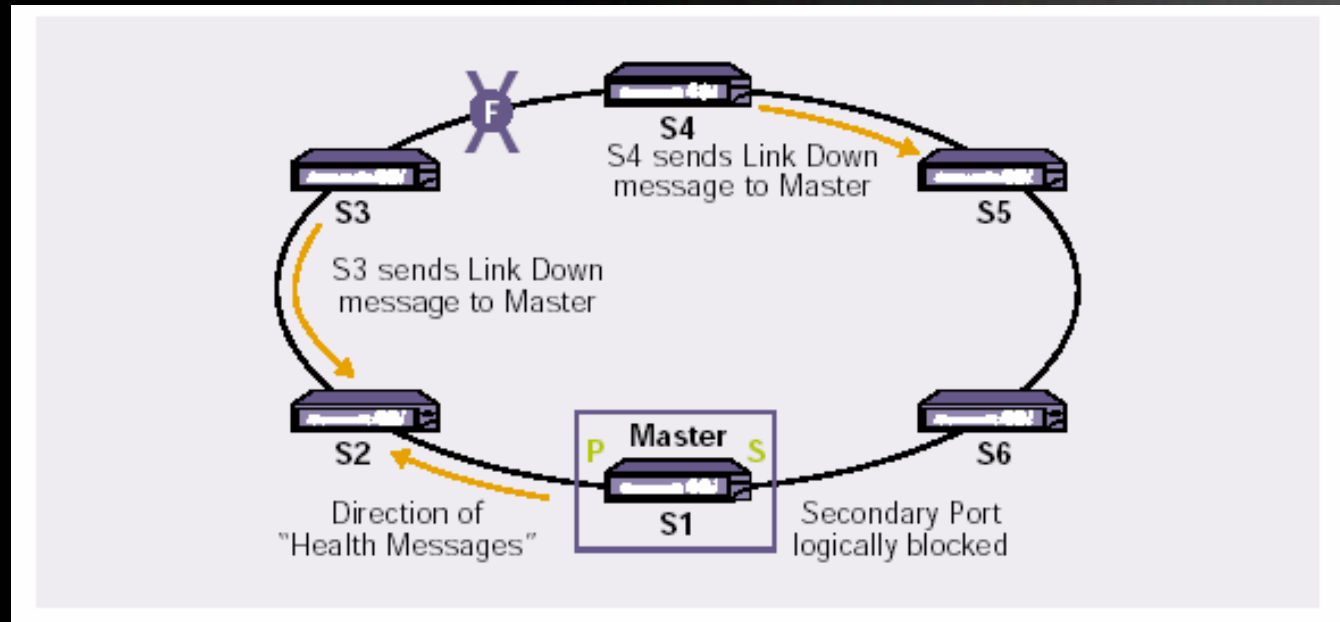 F
S4
S4 sends Link Down
message to Master
S3
S5
S3 sends Link Down
message to Master
S2
P
Master
S
S6
S1
Direction of
"Health Messages"
Secondary Port
logically blocked